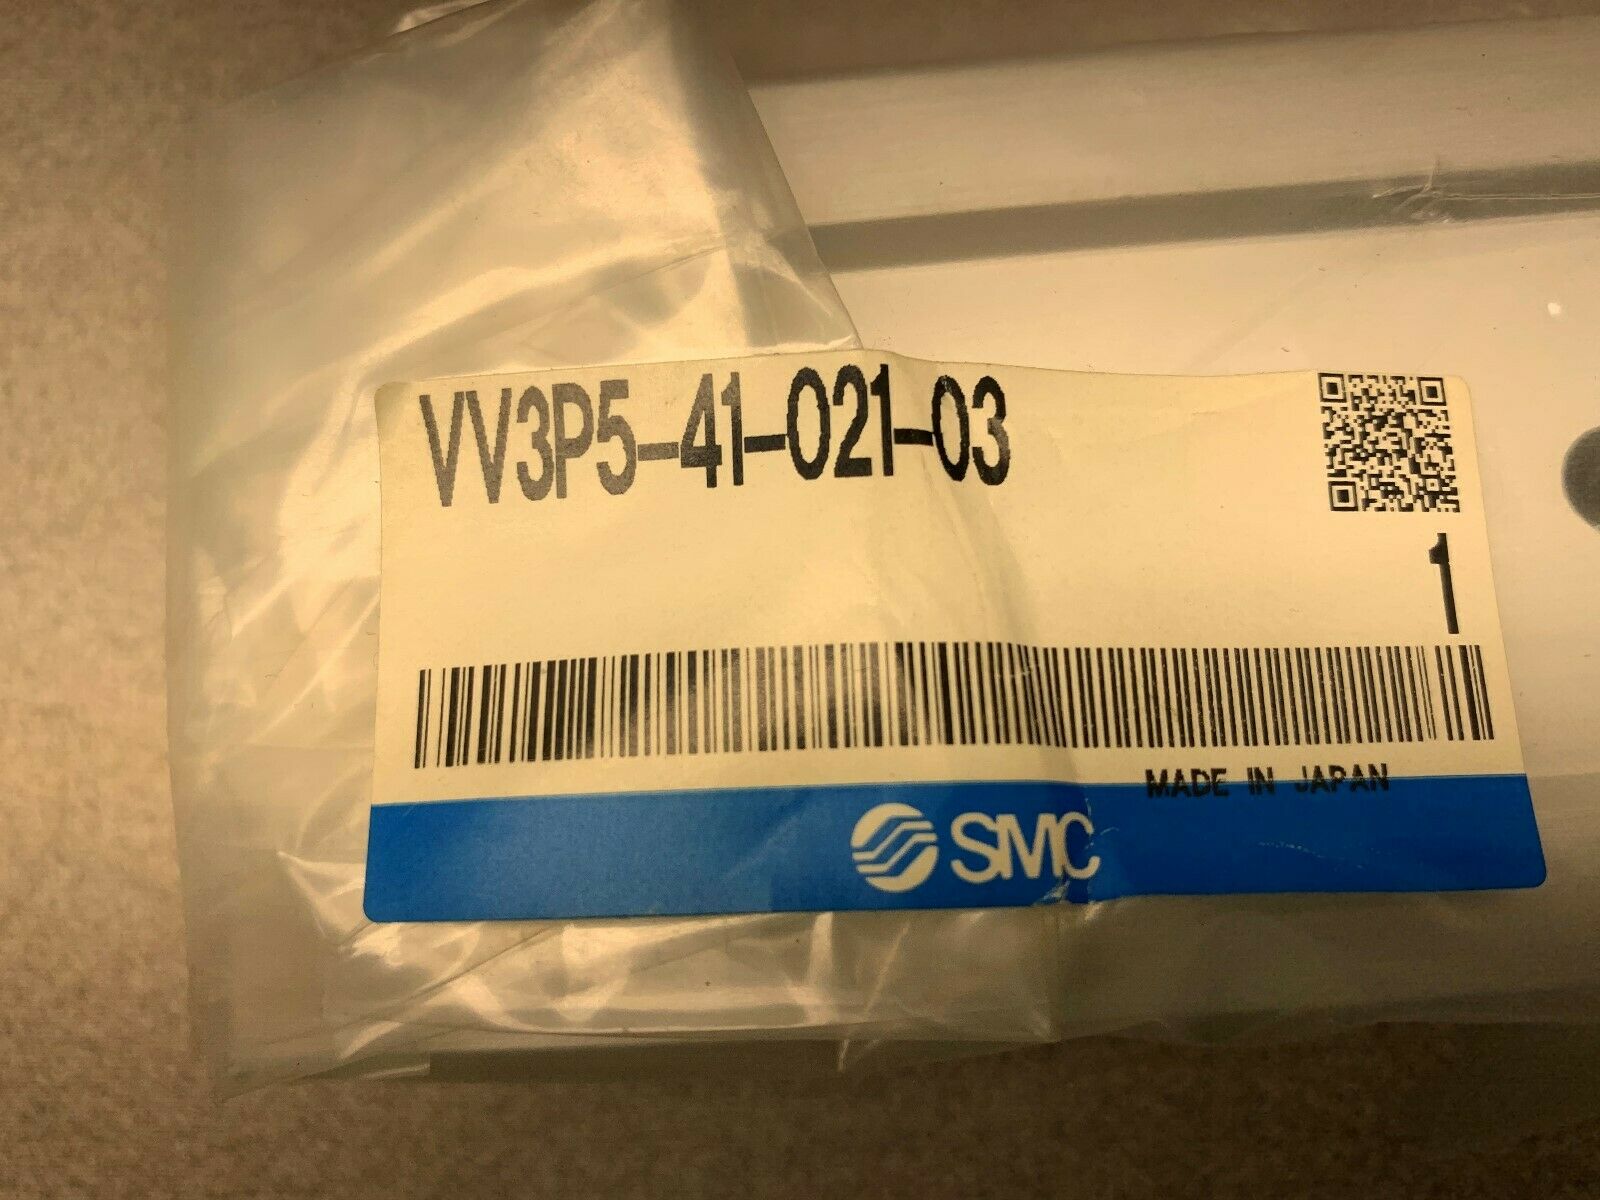 VV3P5-41-021-03
1
MADE IN JAPAN
SMC